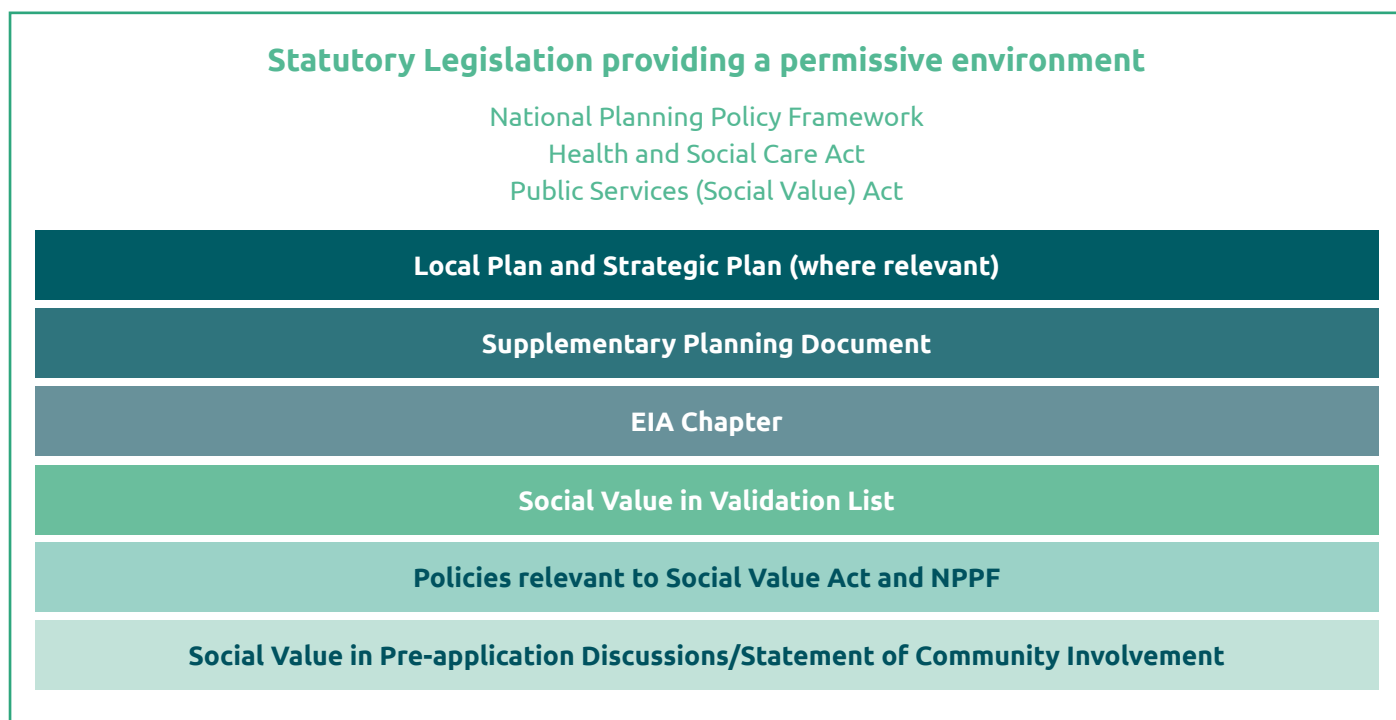 Statutory Legislation providing a permissive environment
National Planning Policy Framework
Health and Social Care Act
Public Services (Social Value) Act
Local Plan and Strategic Plan (where relevant)
Supplementary Planning Document
EIA Chapter
Social Value in Validation List
Policies relevant to Social Value Act and NPPF
Social Value in Pre-application Discussions/Statement of Community Involvement